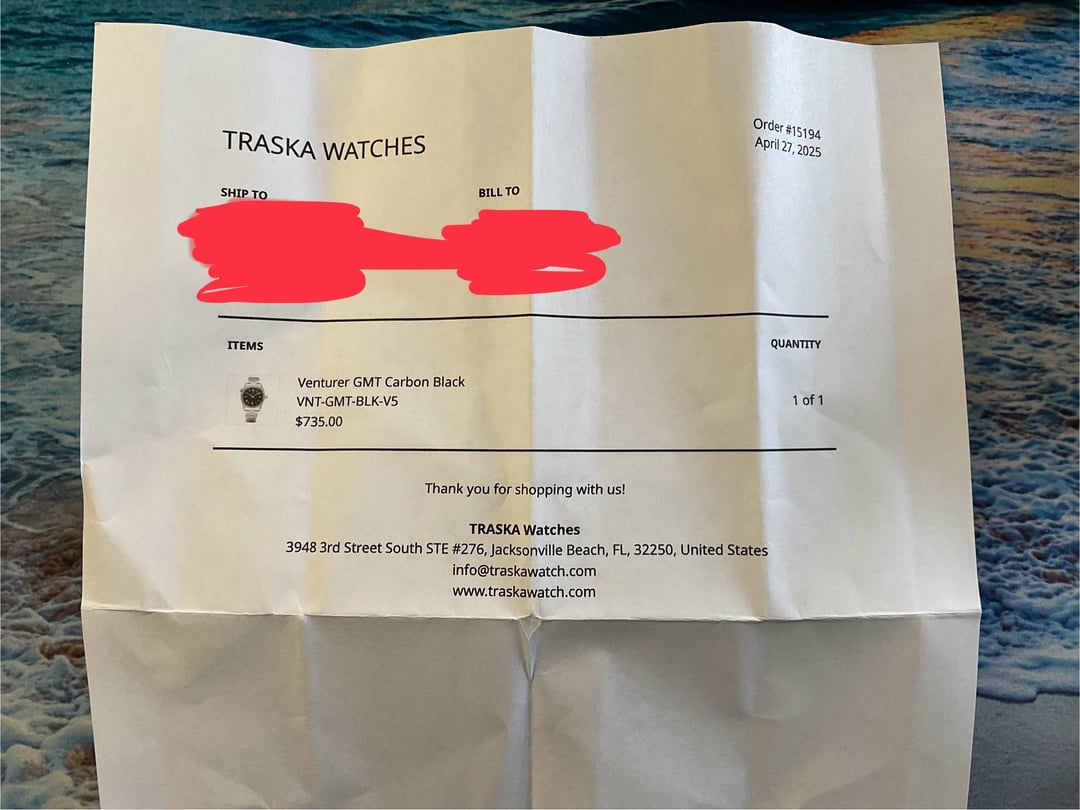 TRASKA WATCHES
Order #15194
April 27, 2025
SHIP TO
BILL TO
ITEMS
QUANTITY
Venturer GMT Carbon Black
VNT-GMT-BLK-V5
$735.00
1 of 1
Thank you for shopping with us!
TRASKA Watches
3948 3rd Street South STE #276, Jacksonville Beach, FL, 32250, United States
info@traskawatch.com
www.traskawatch.com